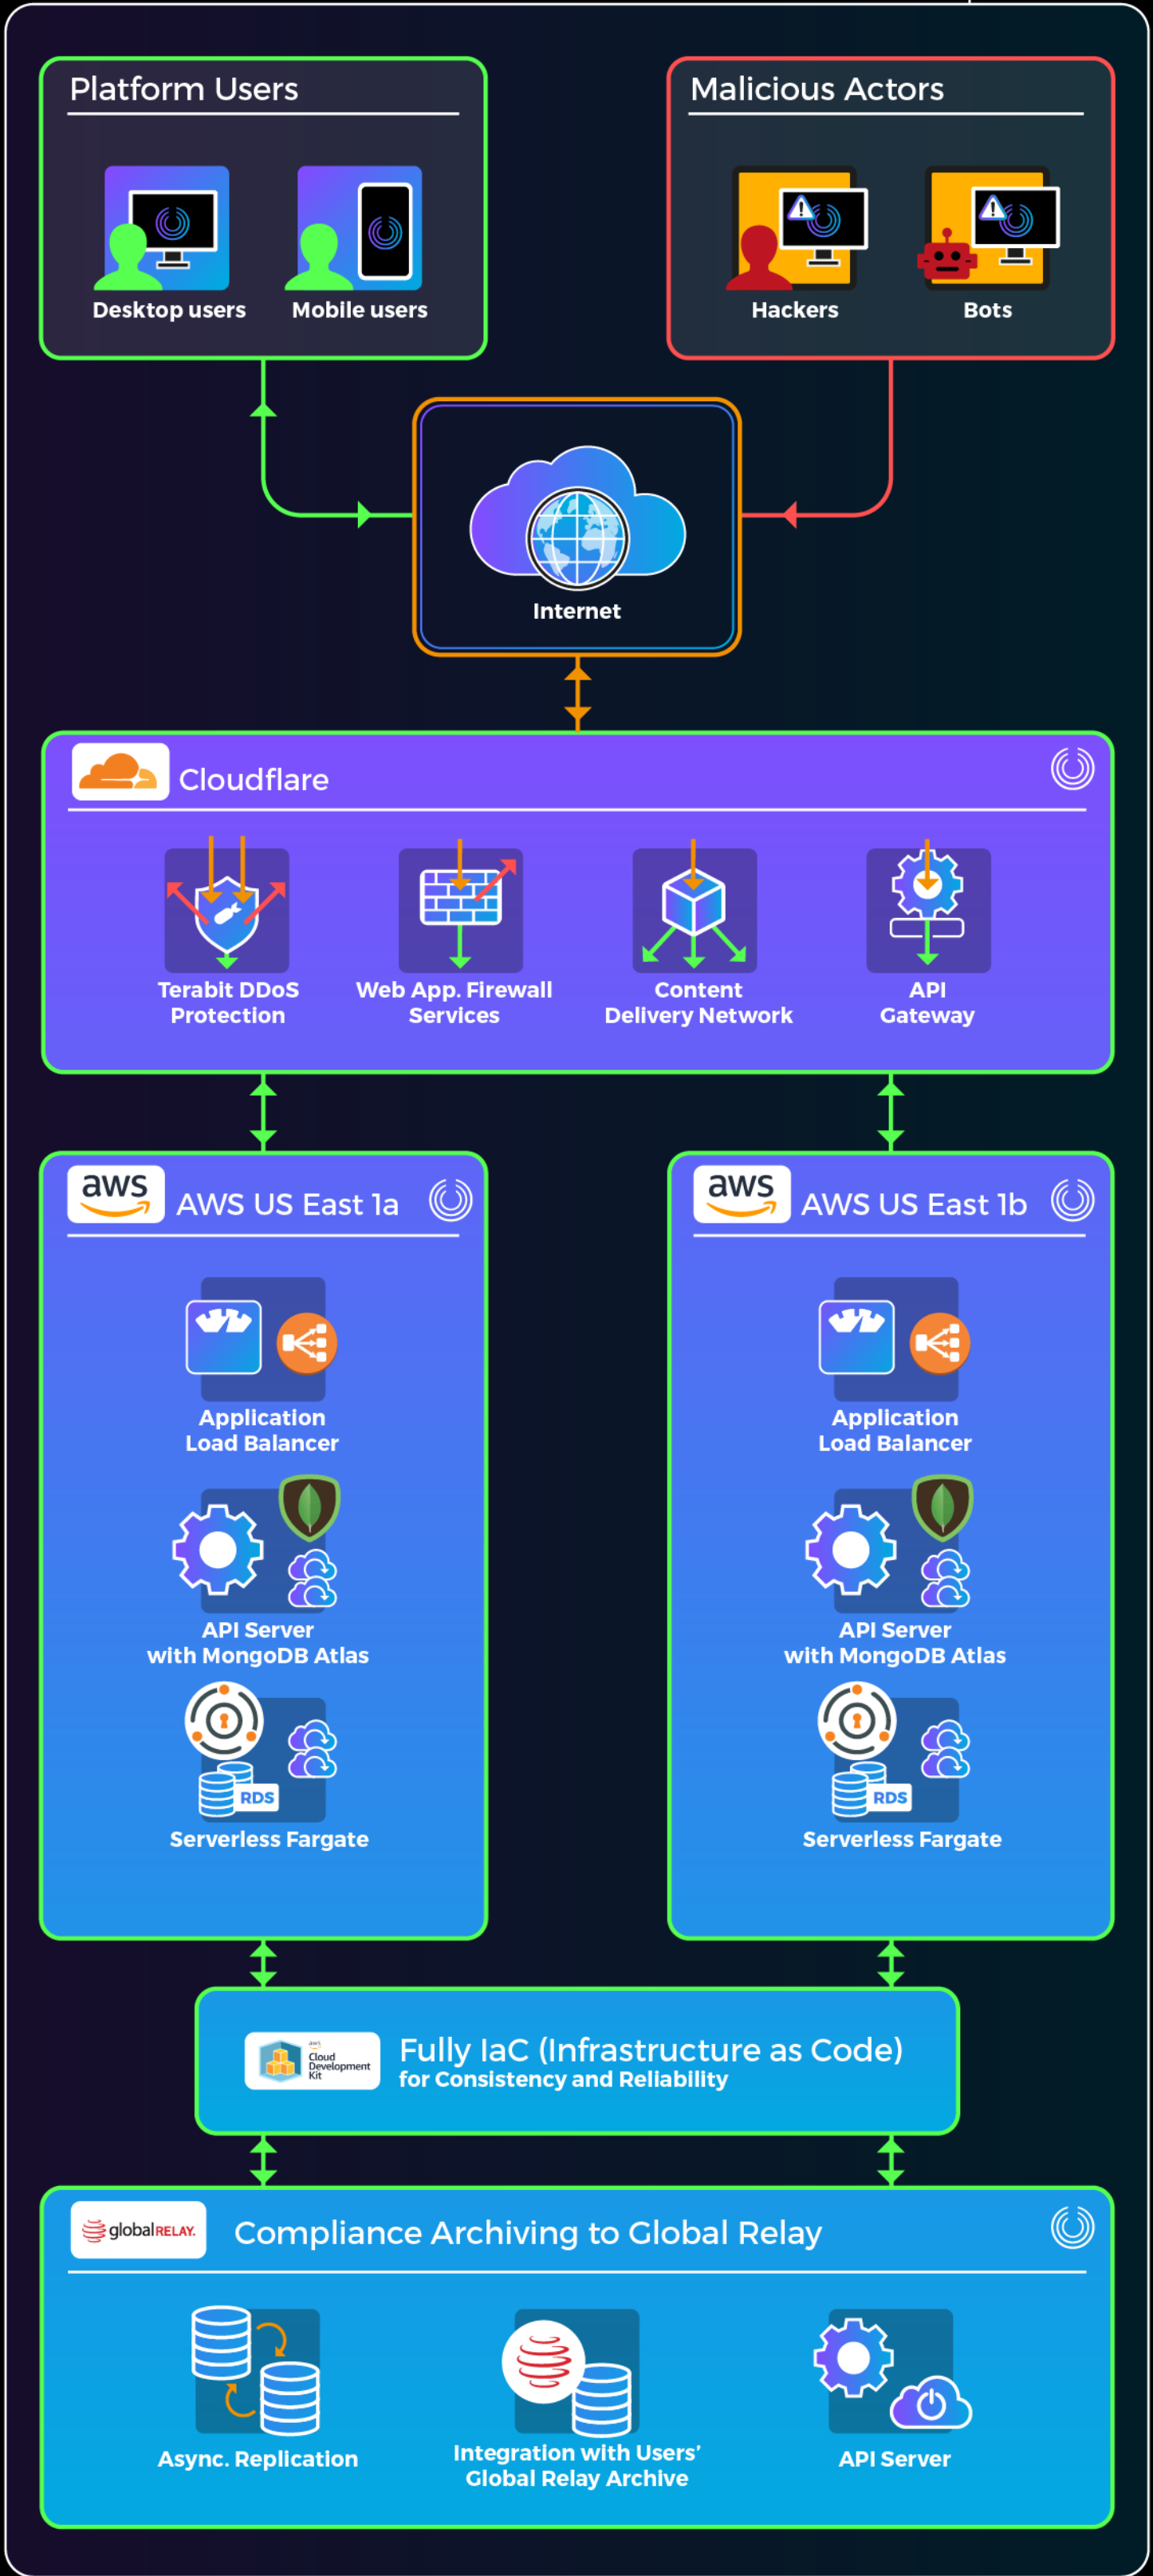 Platform Users
Malicious Actors
Desktop users
Mobile users
Hackers
Bots
Internet
Cloudflare
Terabit DDoS
Protection
Web App. Firewall
Services
Content
Delivery Network
API
Gateway
aws
AWS US East 1a
aws
AWS US East 1b
Application
Load Balancer
Application
Load Balancer
API Server
with MongoDB Atlas
API Server
with MongoDB Atlas
RDS
RDS
Serverless Fargate
Serverless Fargate
aws
Cloud
Development
Kit
Fully IaC (Infrastructure as Code)
for Consistency and Reliability
globalRELAY.
Compliance Archiving to Global Relay
Async. Replication
Integration with Users’
Global Relay Archive
API Server